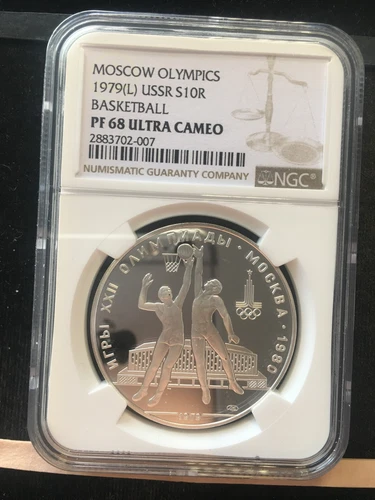 MOSCOW OLYMPICS
1979(L) USSR S10R
BASKETBALL
PF 68 ULTRA CAMEO
2883702-007
NUMISMATIC GUARANTY COMPANY
NGC®
ИГРЫ XXII ОЛИМПИАДЫ · МОСКВА · 1980
1979